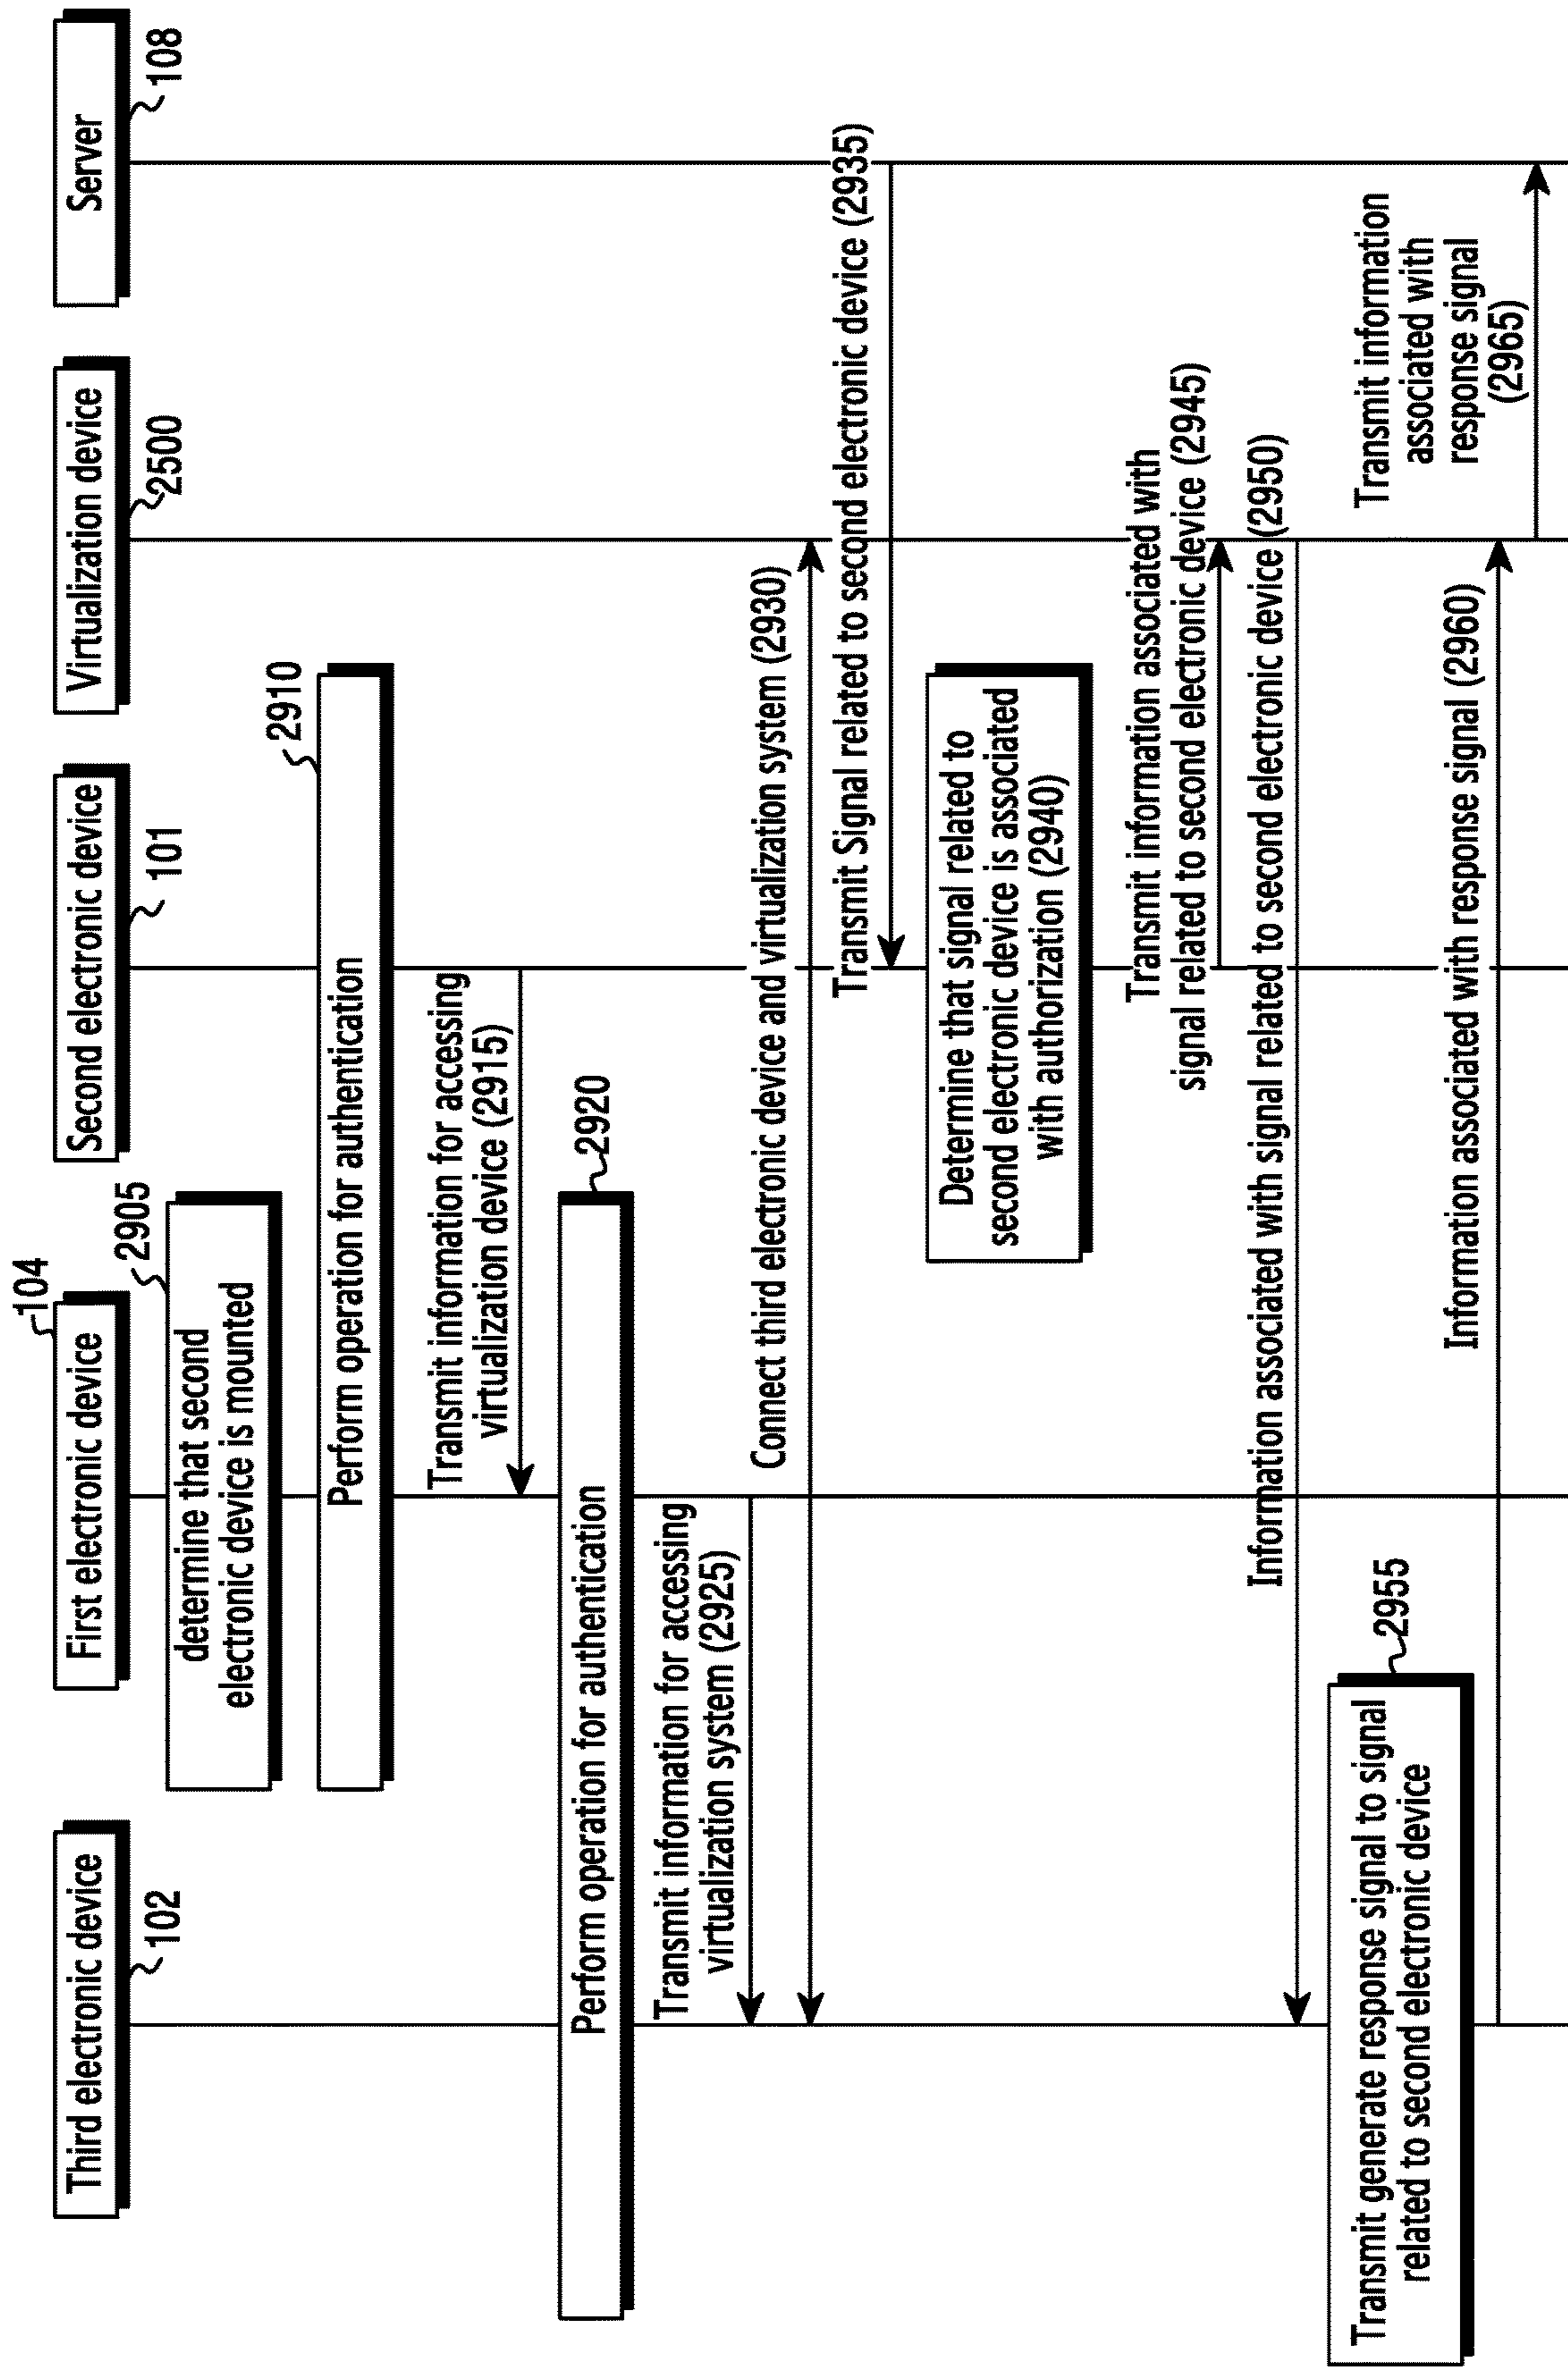 Third electronic device
102
First electronic device
104
Second electronic device
101
Virtualization device
2500
Server
108
determine that second
electronic device is mounted
2905
Perform operation for authentication
2910
Transmit information for accessing
virtualization device (2915)
Perform operation for authentication
2920
Transmit information for accessing
virtualization system (2925)
Connect third electronic device and virtualization system (2930)
Transmit Signal related to second electronic device (2935)
Determine that signal related to
second electronic device is associated
with authorization (2940)
Transmit information associated with
signal related to second electronic device (2945)
Information associated with signal related to second electronic device (2950)
Transmit generate response signal to signal
related to second electronic device
2955
Information associated with response signal (2960)
Transmit information
associated with
response signal
(2965)